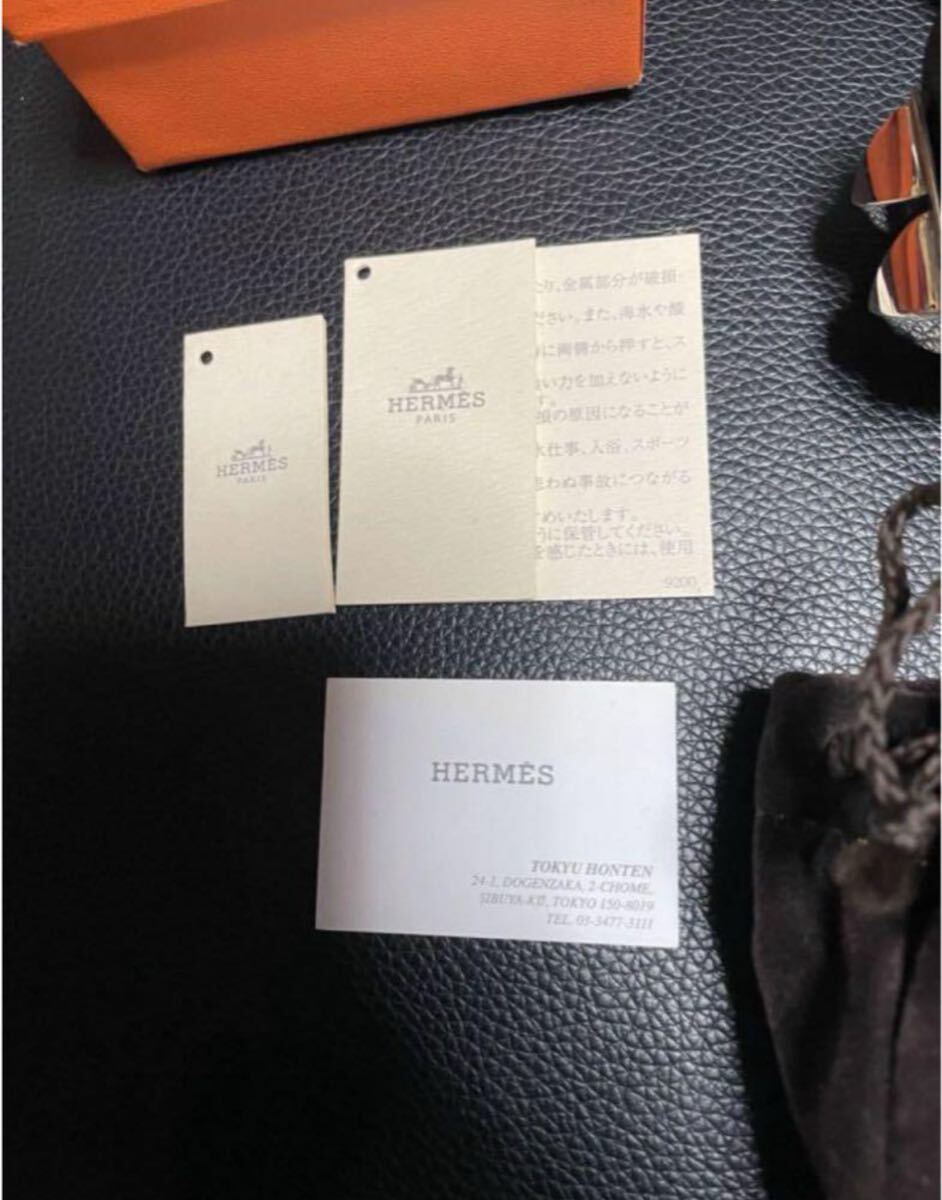 HERMÈS
PARIS
HERMÈS
PARIS
たり、金属部分が破損・
ださい。また、海水や酸
に両側から押すと、ス
い力を加えないように
す。
損の原因になることが
水仕事、入浴、スポーツ
思わぬ事故につながる
すめいたします。
うに保管してください。
を感じたときには、使用
9200
HERMÈS
TOKYU HONTEN
24-1, DOGENZAKA, 2-CHOME,
SIBUYA-KU, TOKYO 150-8019
TEL. 03-3477-3111